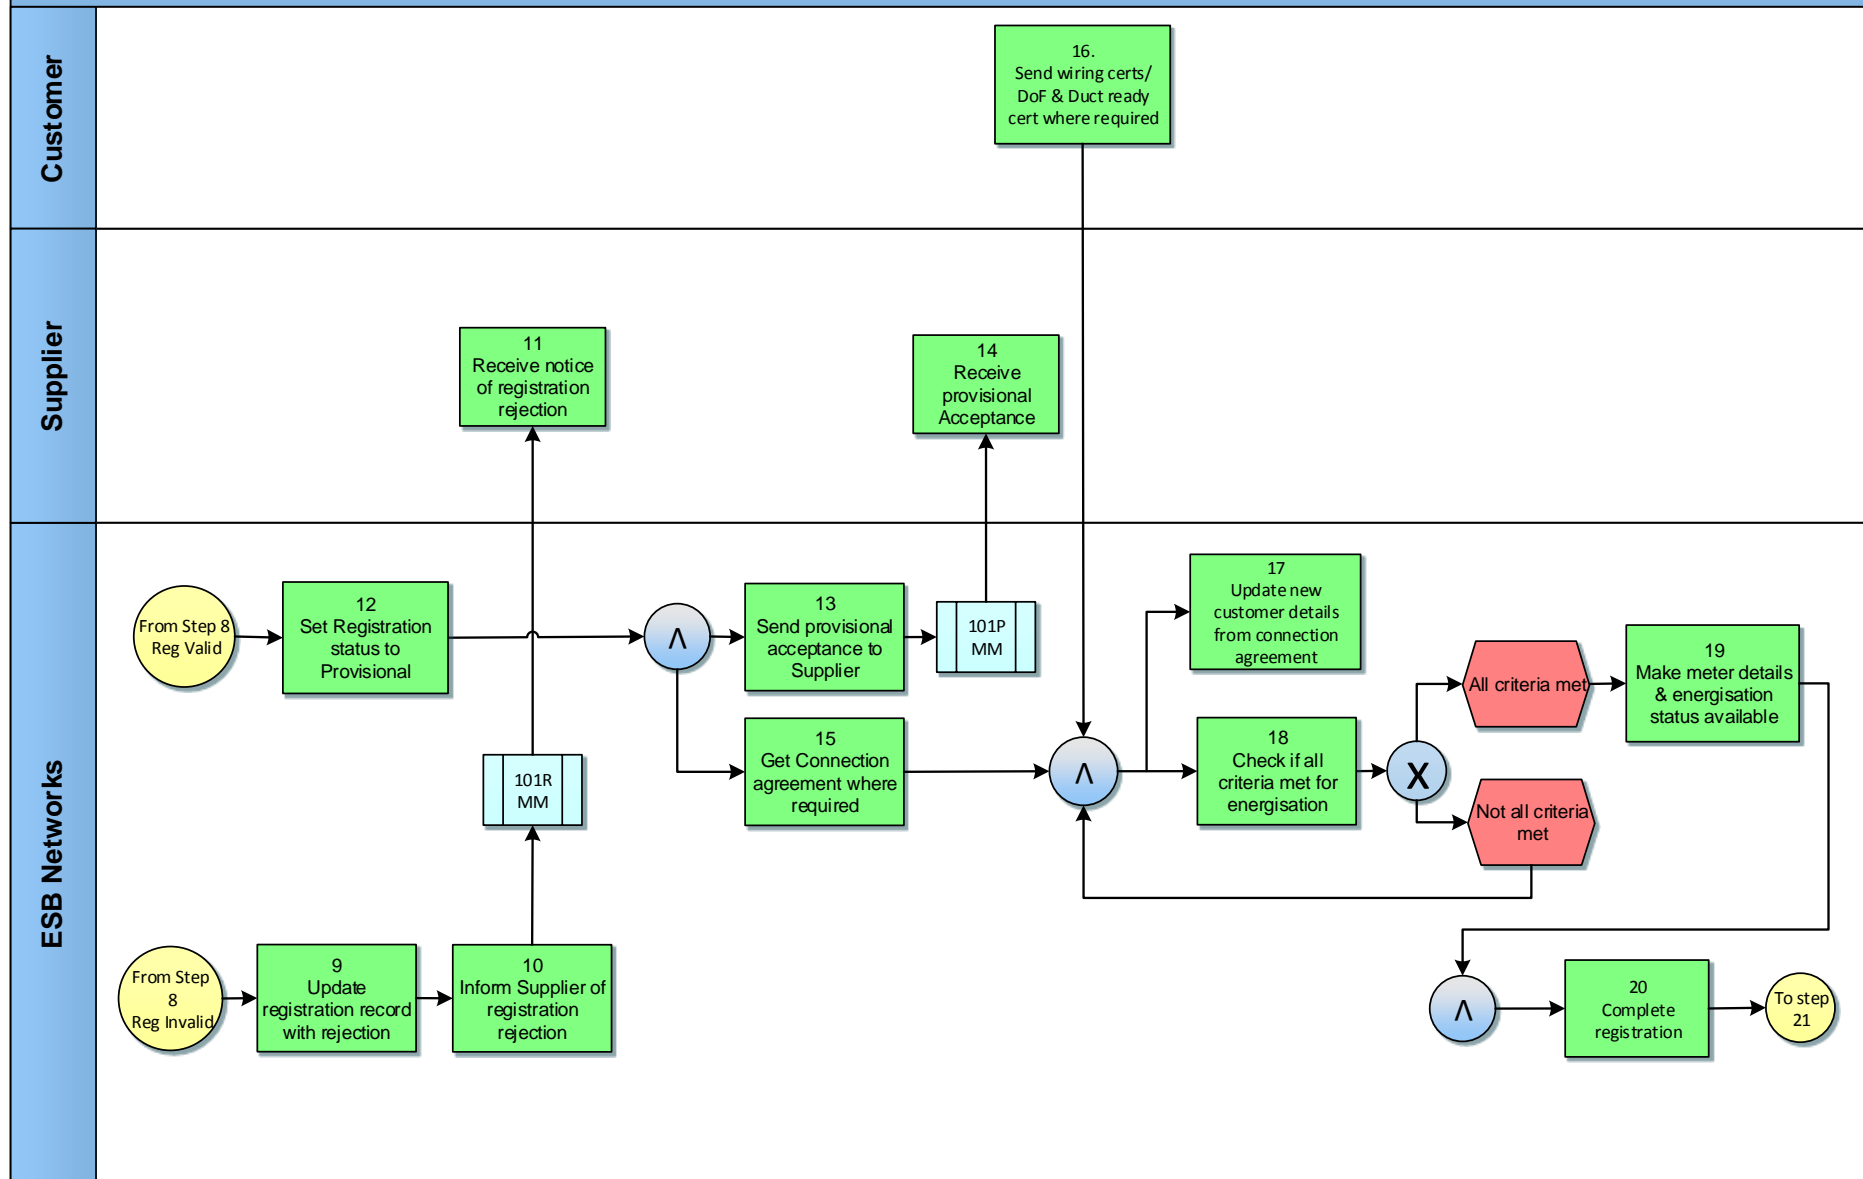 Customer
16.
Send wiring certs/
DoF & Duct ready
cert where required
Supplier
11
Receive notice
of registration
rejection
14
Receive
provisional
Acceptance
ESB Networks
From Step 8
Reg Valid
12
Set Registration
status to
Provisional
Λ
13
Send provisional
acceptance to
Supplier
101P
MM
17
Update new
customer details
from connection
agreement
15
Get Connection
agreement where
required
Λ
18
Check if all
criteria met for
energisation
X
All criteria met
19
Make meter details
& energisation
status available
Not all criteria
met
101R
MM
From Step
8
Reg Invalid
9
Update
registration record
with rejection
10
Inform Supplier of
registration
rejection
Λ
20
Complete
registration
To step
21